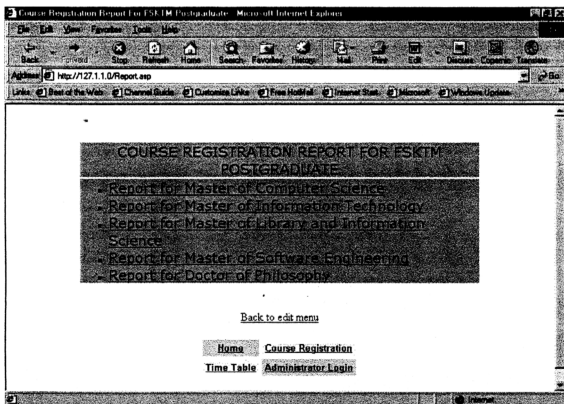 Course Registration Report For FSKTM Postgraduate - Microsoft Internet Explorer
File Edit View Favorites Tools Help
Back Forward Stop Refresh Home Search Favorites History Mail Print Edit Discuss Copernic Translate
Address http://127.1.1.0/Report.asp Go
Links Best of the Web Channel Guide Customize Links Free HotMail Internet Start Microsoft Windows Update
COURSE REGISTRATION REPORT FOR FSKTM
POSTGRADUATE
Report for Master of Computer Science
Report for Master of Information Technology
Report for Master of Library and Information
Science
Report for Master of Software Engineering
Report for Doctor of Philosophy
Back to edit menu
Home Course Registration
Time Table Administrator Login
Internet